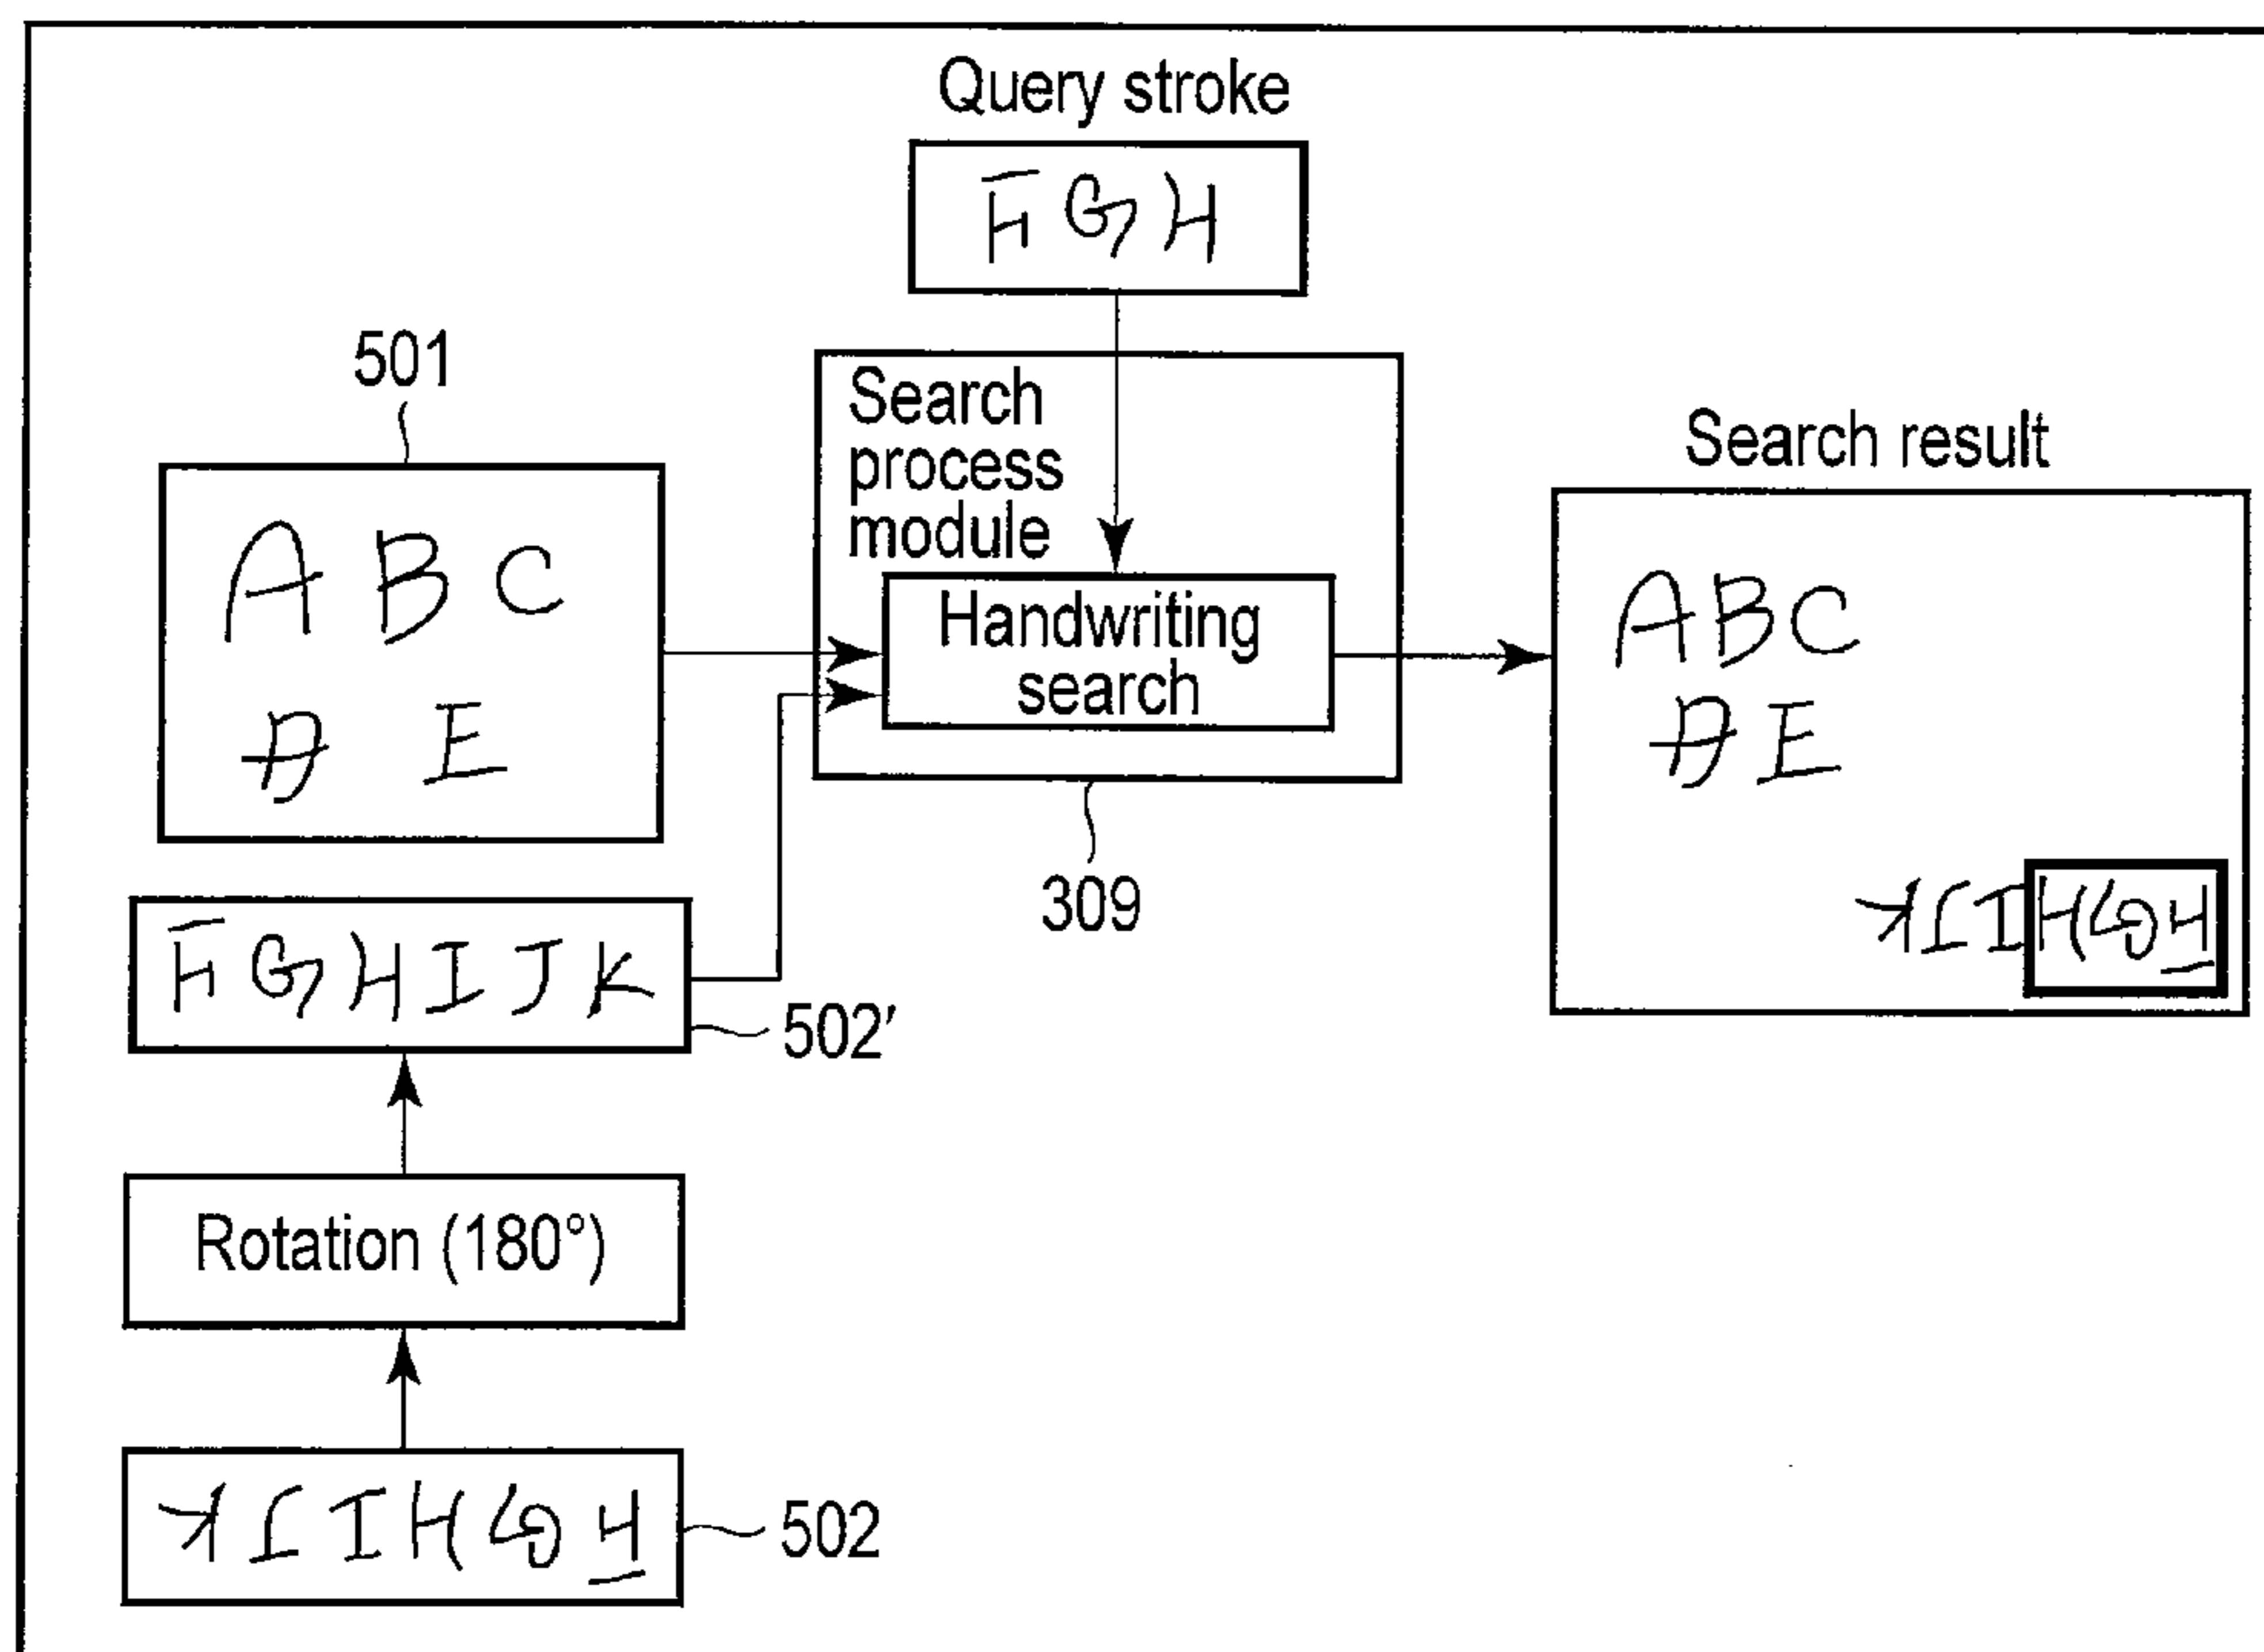 Query stroke
F G H
501
Search
process
module
Search result
A B C
D E
Handwriting
search
A B C
D E
309
F G H I J K
502'
Rotation (180°)
502